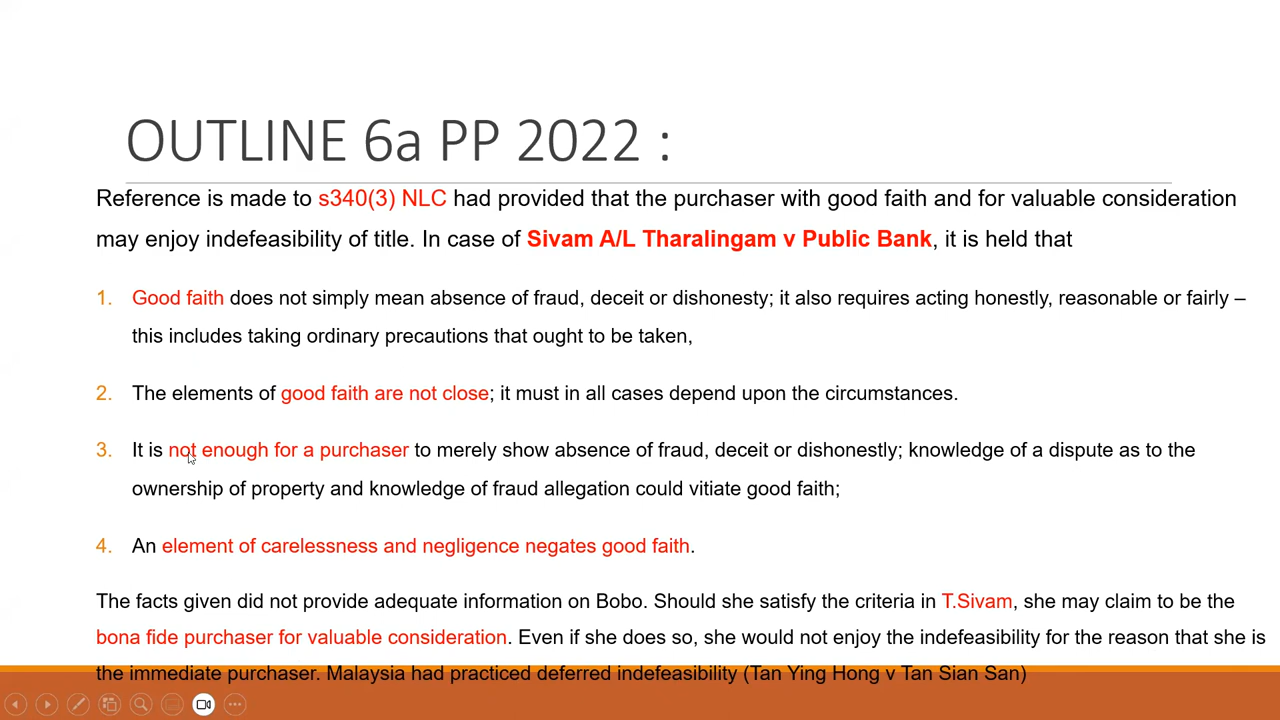 OUTLINE 6a PP 2022 :
Reference is made to s340(3) NLC had provided that the purchaser with good faith and for valuable consideration
may enjoy indefeasibility of title. In case of Sivam A/L Tharalingam v Public Bank, it is held that
1. Good faith does not simply mean absence of fraud, deceit or dishonesty; it also requires acting honestly, reasonable or fairly –
this includes taking ordinary precautions that ought to be taken,
2. The elements of good faith are not close; it must in all cases depend upon the circumstances.
3. It is not enough for a purchaser to merely show absence of fraud, deceit or dishonestly; knowledge of a dispute as to the
ownership of property and knowledge of fraud allegation could vitiate good faith;
4. An element of carelessness and negligence negates good faith.
The facts given did not provide adequate information on Bobo. Should she satisfy the criteria in T.Sivam, she may claim to be the
bona fide purchaser for valuable consideration. Even if she does so, she would not enjoy the indefeasibility for the reason that she is
the immediate purchaser. Malaysia had practiced deferred indefeasibility (Tan Ying Hong v Tan Sian San)